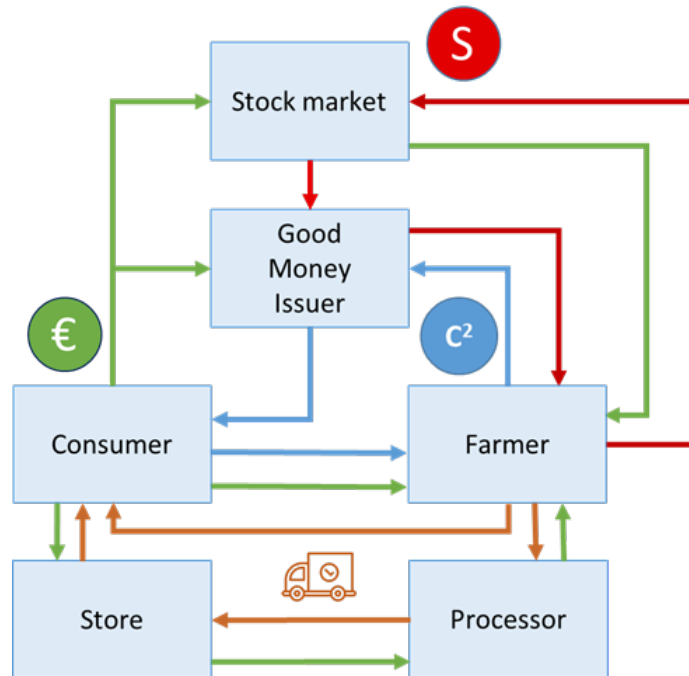 S
Stock market
Good
Money
Issuer
€
C²
Consumer
Farmer
Store
Processor